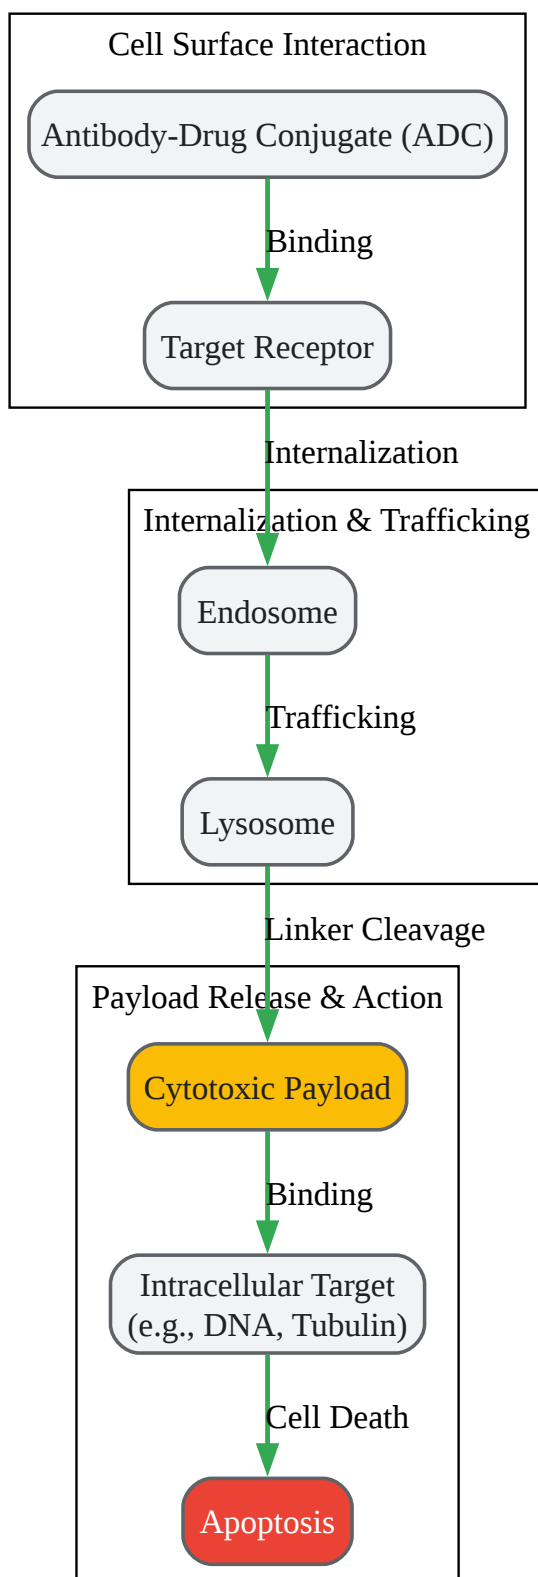 Cell Surface Interaction
Antibody-Drug Conjugate (ADC)
Binding
Target Receptor
Internalization
Internalization & Trafficking
Endosome
Trafficking
Lysosome
Linker Cleavage
Payload Release & Action
Cytotoxic Payload
Binding
Intracellular Target
(e.g., DNA, Tubulin)
Cell Death
Apoptosis